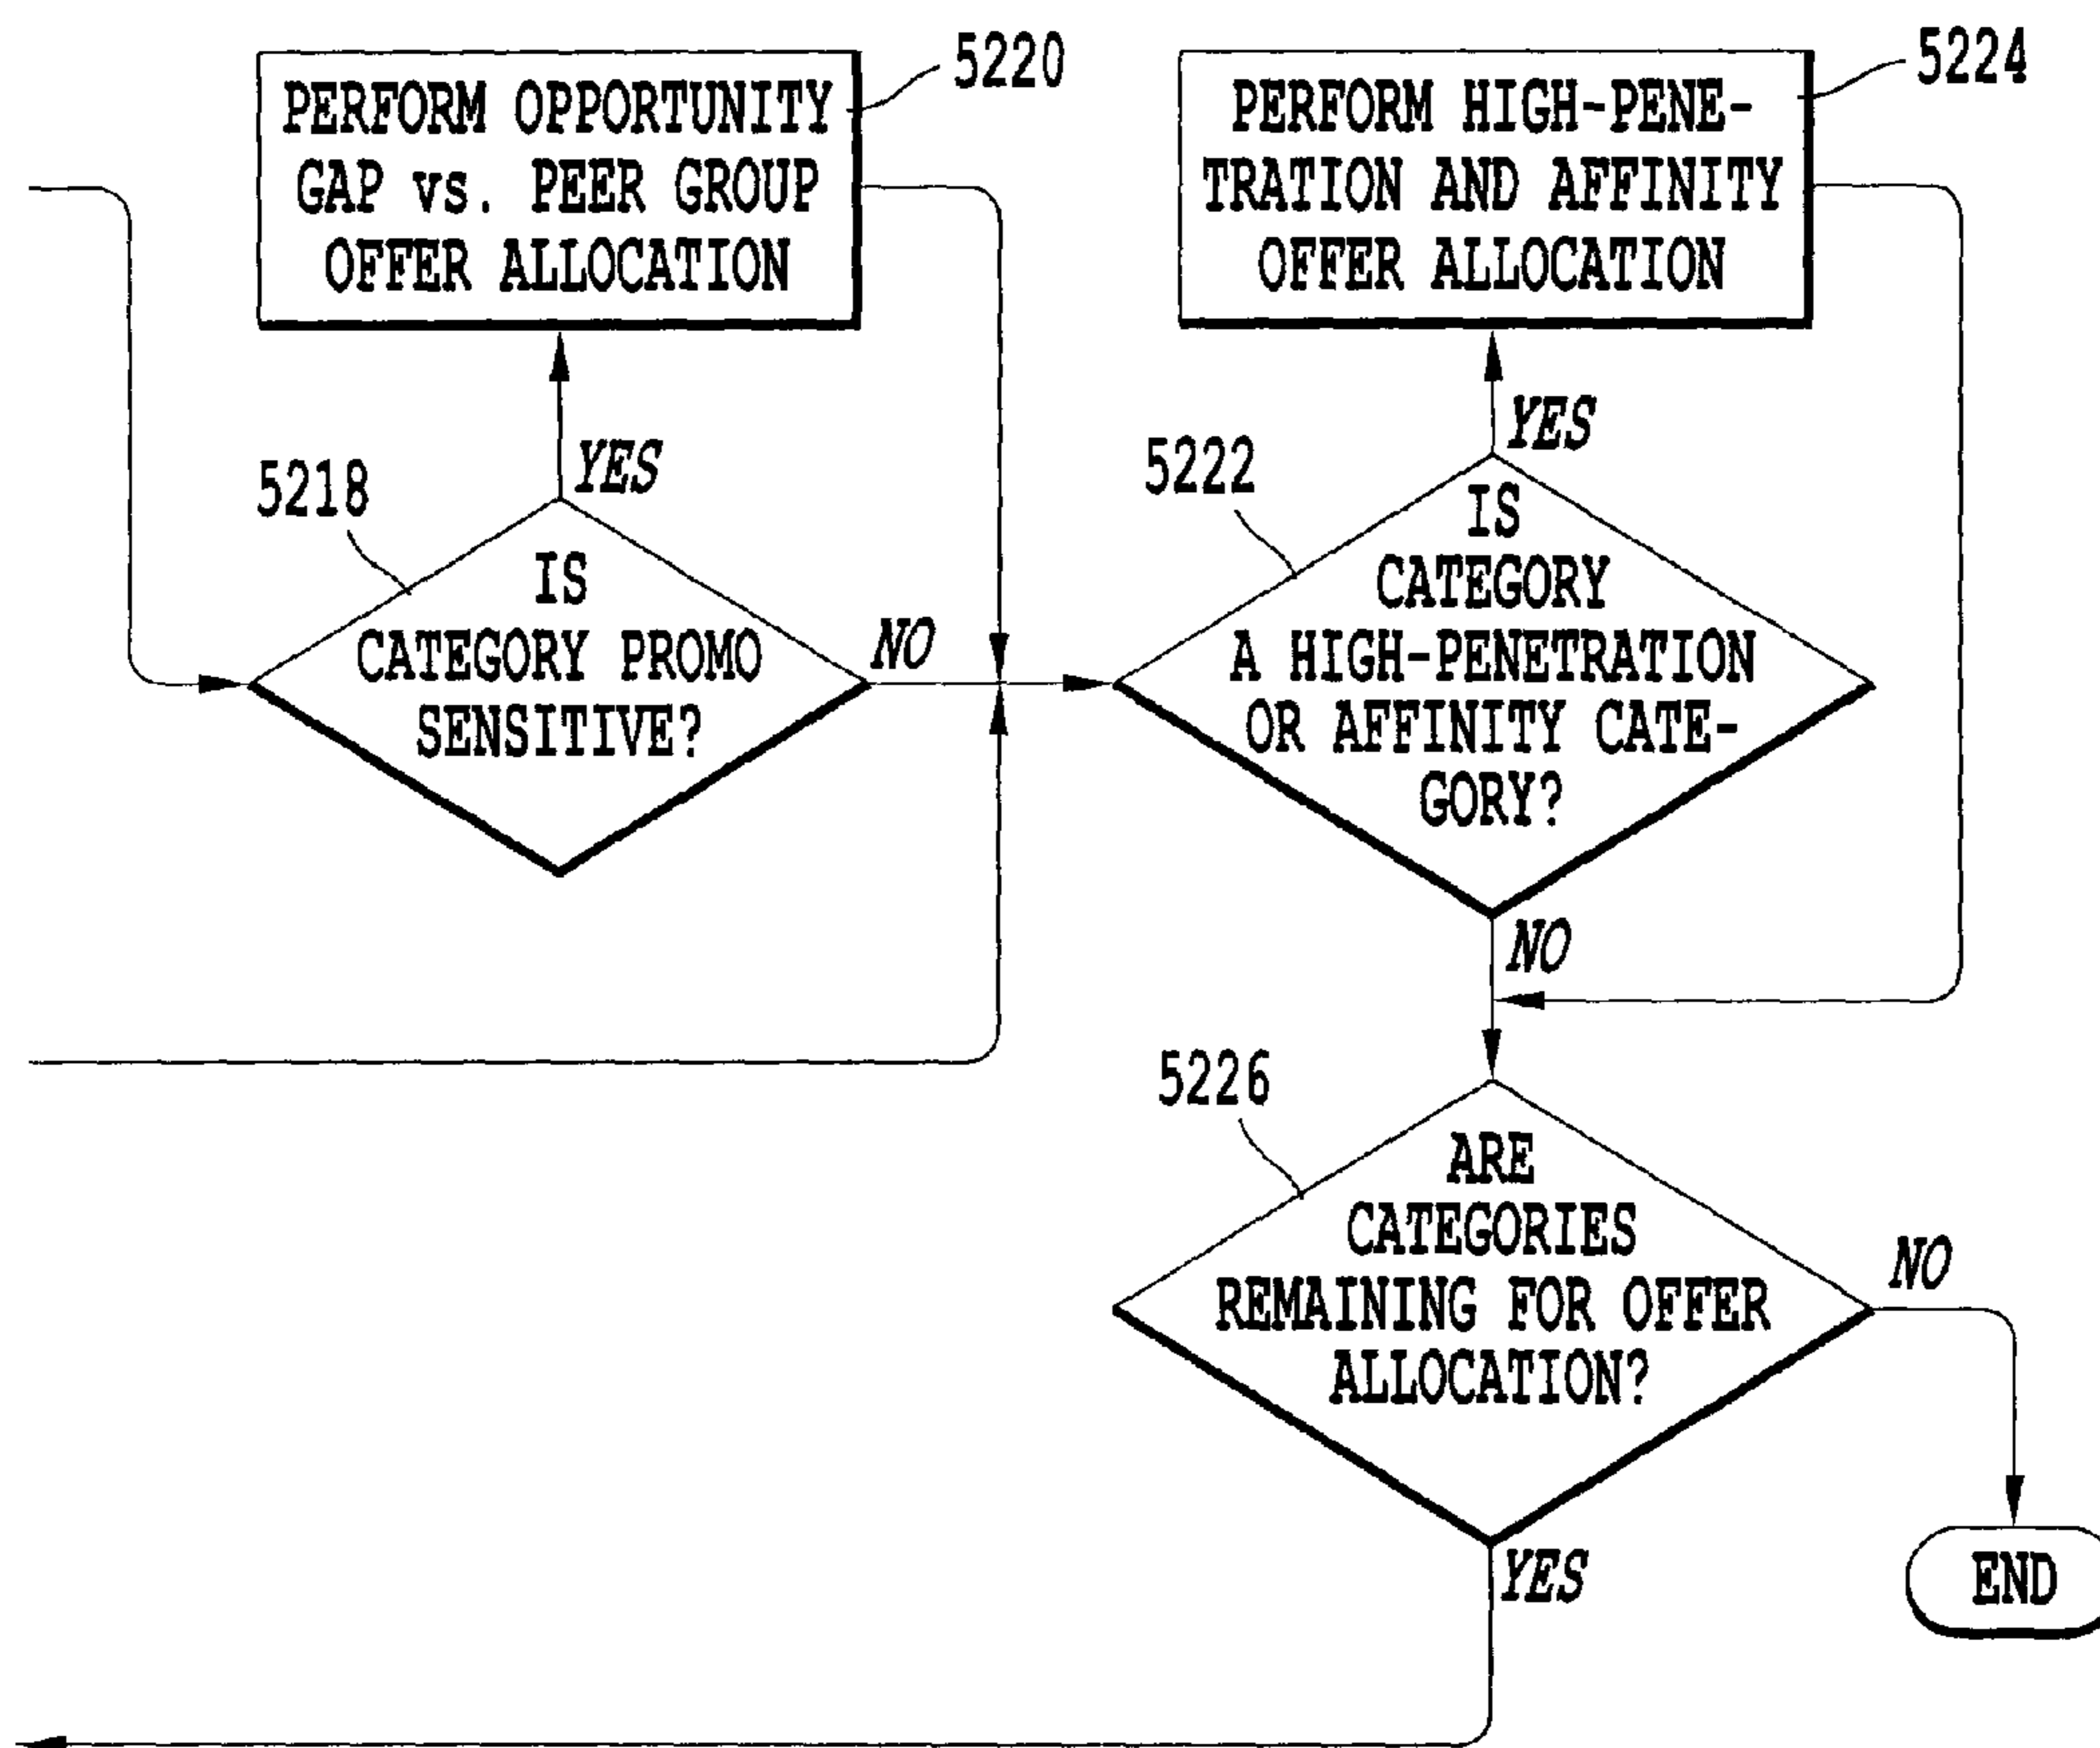 5220
PERFORM OPPORTUNITY
GAP vs. PEER GROUP
OFFER ALLOCATION
5224
PERFORM HIGH-PENE-
TRATION AND AFFINITY
OFFER ALLOCATION
YES
5218
IS
CATEGORY PROMO
SENSITIVE?
NO
YES
5222
IS
CATEGORY
A HIGH-PENETRATION
OR AFFINITY CATE-
GORY?
NO
5226
ARE
CATEGORIES
REMAINING FOR OFFER
ALLOCATION?
NO
YES
END